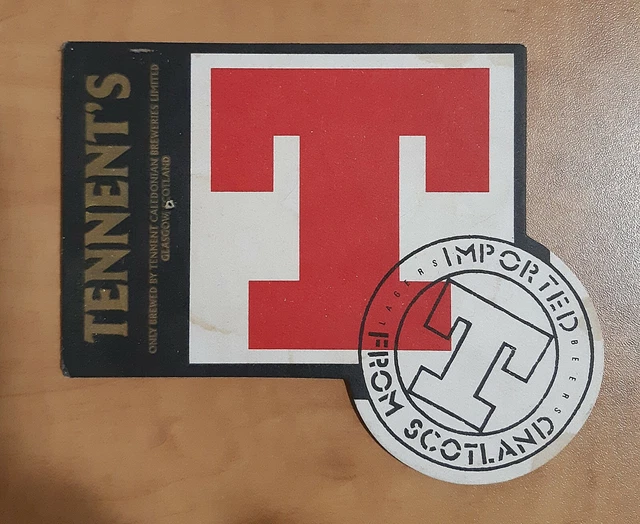 TENNENT'S
ONLY BREWED BY TENNENT CALEDONIAN BREWERIES LIMITED
GLASGOW, SCOTLAND
T
IMPORTED
FROM SCOTLAND
LAGERS
BEERS
T